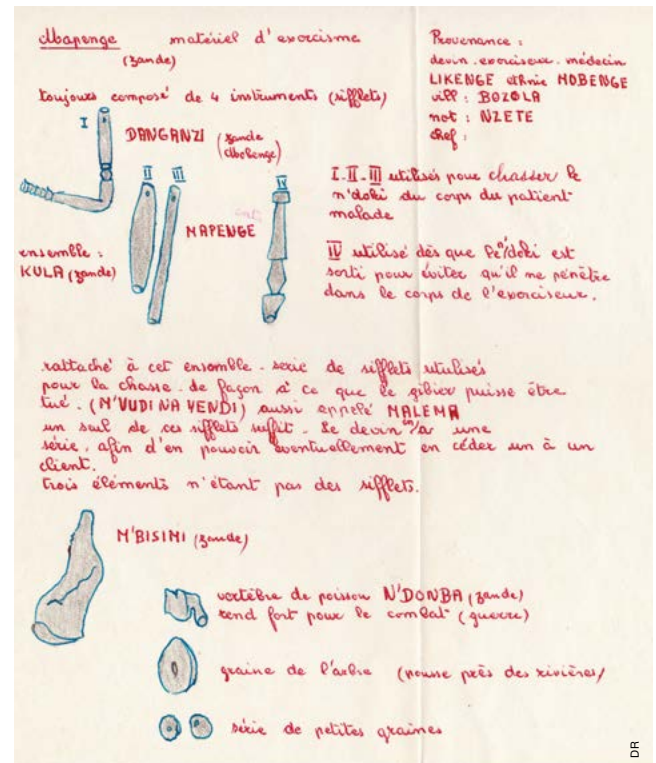 Mapenge matériel d'exorcisme
(zande)
toujours composé de 4 instruments (sifflets)
Provenance :
devin. exorciseur. médecin
LIKENGE ethnie MOBENGE
vill : BOZOLA
not : NZETE
chef :
I
DANGANZI (zande
Mobenge)
II III
MAPENGE
IV
ensemble :
KULA (zande)
I.II.III utilisés pour chasser le
n'doki du corps du patient
malade
IV utilisé dès que le n'doki est
sorti pour éviter qu'il ne pénètre
dans le corps de l'exorciseur.
rattaché à cet ensemble. serie de sifflets utulisés
pour la chasse. de façon à ce que le gibier puisse être
tué. (M'VUDI NA VENDI) aussi appelé MALEMA
un seul de ces sifflets suffit. Le devin en a une
série, afin d'en pouvoir éventuellement en céder un à un
client.
trois éléments n'étant pas des sifflets.
M'BISIMI (zande)
vertèbre de poisson N'DONBA (zande)
rend fort pour le combat (guerre)
graine de l'arbre (pousse près des rivières/
série de petites graines
DR